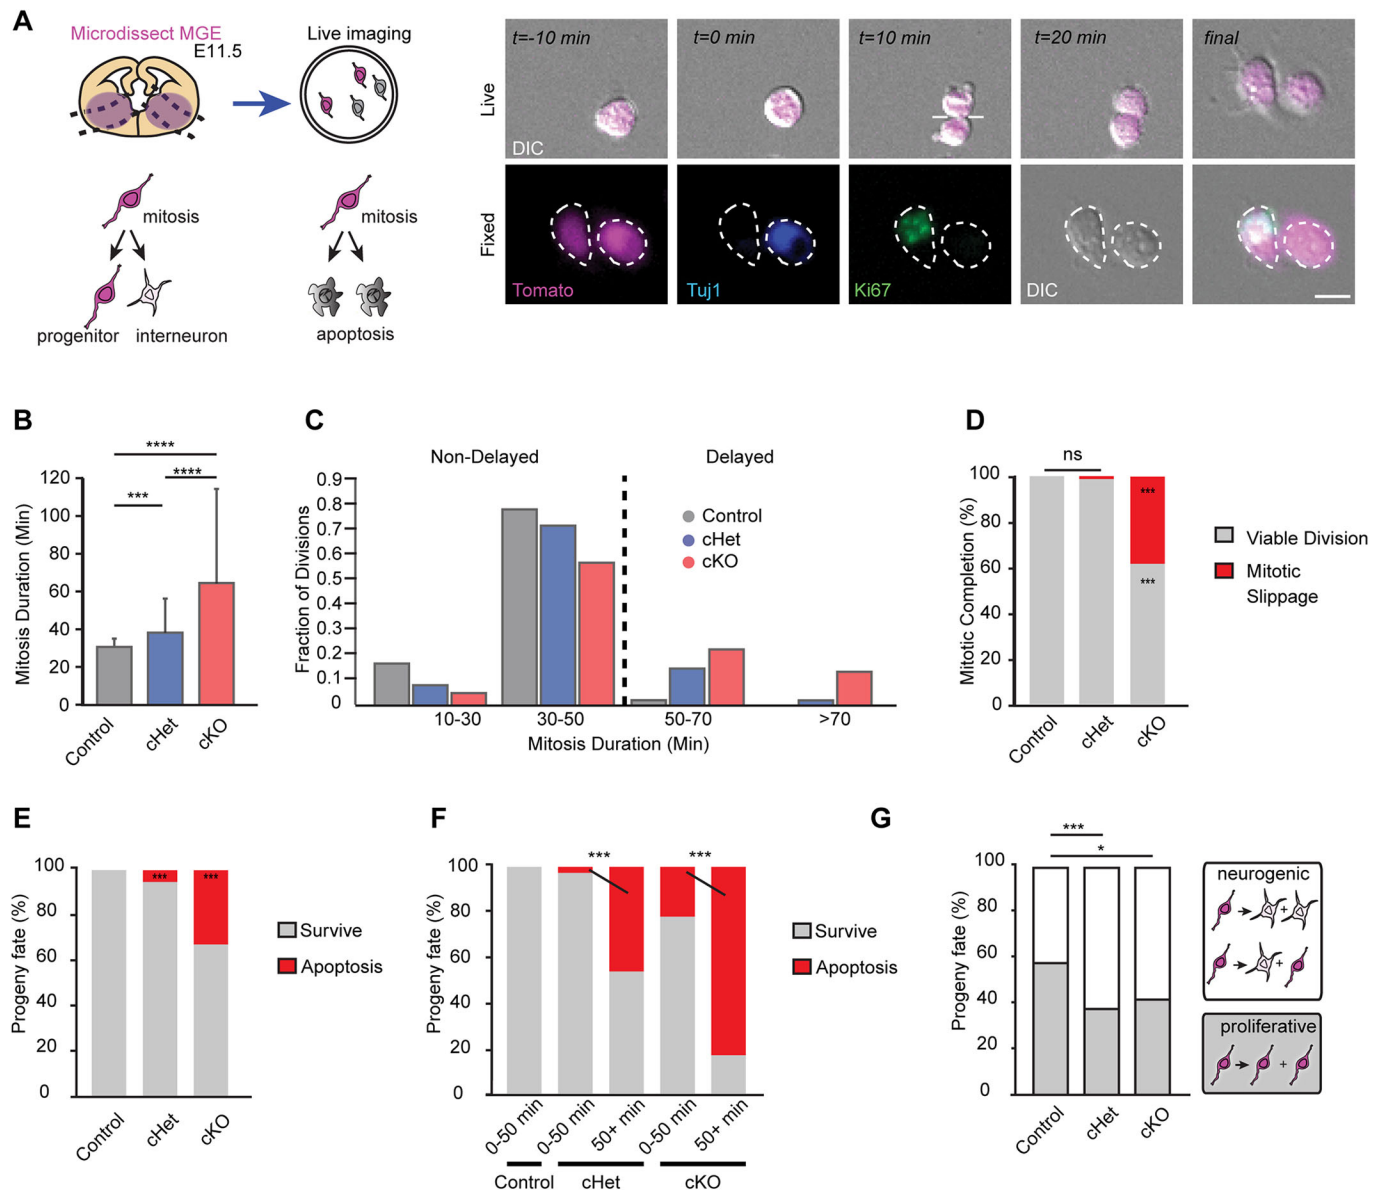 A
Microdissect MGE
E11.5
Live imaging
mitosis
mitosis
progenitor
interneuron
apoptosis
Live
t=-10 min
t=0 min
t=10 min
t=20 min
final
DIC
Fixed
Tomato
Tuj1
Ki67
DIC
B
****
****
***
Mitosis Duration (Min)
120
100
80
60
40
20
0
Control
cHet
cKO
C
Non-Delayed
Delayed
Fraction of Divisions
0.9
0.8
0.7
0.6
0.5
0.4
0.3
0.2
0.1
0
Control
cHet
cKO
10-30
30-50
50-70
>70
Mitosis Duration (Min)
D
ns
Mitotic Completion (%)
100
80
60
40
20
0
***
***
Control
cHet
cKO
Viable Division
Mitotic
Slippage
E
Progeny fate (%)
100
80
60
40
20
0
***
***
Control
cHet
cKO
Survive
Apoptosis
F
***
***
Progeny fate (%)
100
80
60
40
20
0
0-50 min
0-50 min
50+ min
0-50 min
50+ min
Control
cHet
cKO
Survive
Apoptosis
G
***
*
Progeny fate (%)
100
80
60
40
20
0
Control
cHet
cKO
neurogenic
+
+
proliferative
+